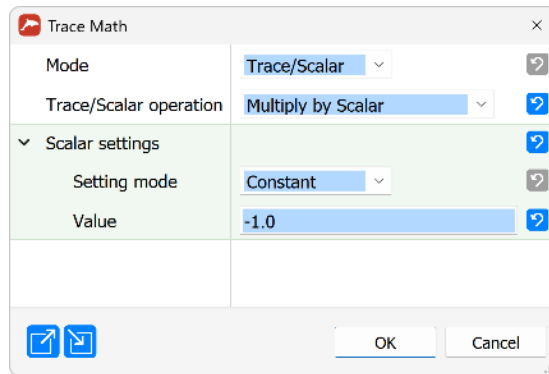 Trace Math
Mode Trace/Scalar
Trace/Scalar operation Multiply by Scalar
Scalar settings
Setting mode Constant
Value -1.0
OK Cancel